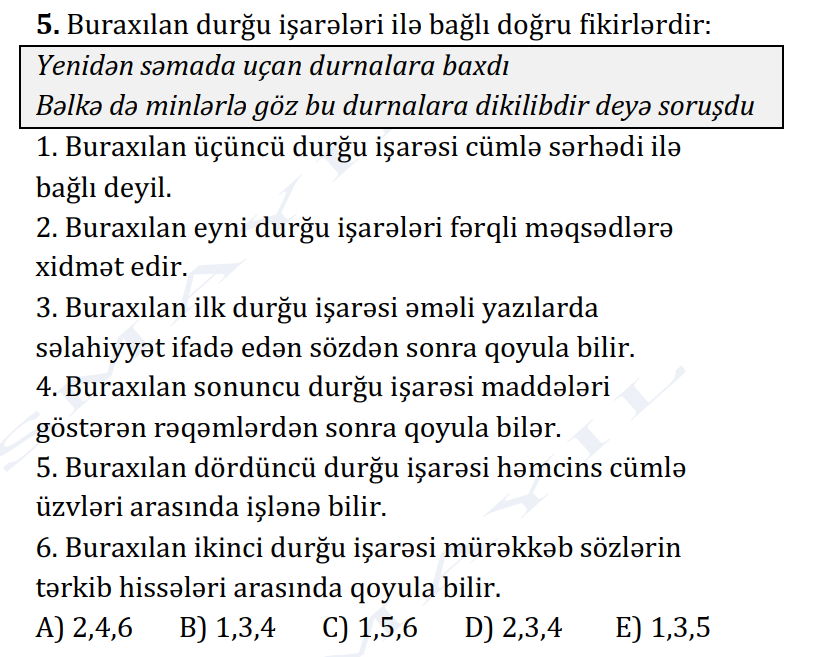 5. Buraxılan durğu işarələri ilə bağlı doğru fikirlərdir:
Yenidən səmada uçan durnalara baxdı
Bəlkə də minlərlə göz bu durnalara dikilibdir deyə soruşdu
1. Buraxılan üçüncü durğu işarəsi cümlə sərhədi ilə
bağlı deyil.
2. Buraxılan eyni durğu işarələri fərqli məqsədlərə
xidmət edir.
3. Buraxılan ilk durğu işarəsi əməli yazılarda
səlahiyyət ifadə edən sözdən sonra qoyula bilir.
4. Buraxılan sonuncu durğu işarəsi maddələri
göstərən rəqəmlərdən sonra qoyula bilər.
5. Buraxılan dördüncü durğu işarəsi həmcins cümlə
üzvləri arasında işlənə bilir.
6. Buraxılan ikinci durğu işarəsi mürəkkəb sözlərin
tərkib hissələri arasında qoyula bilir.
A) 2,4,6 B) 1,3,4 C) 1,5,6 D) 2,3,4 E) 1,3,5